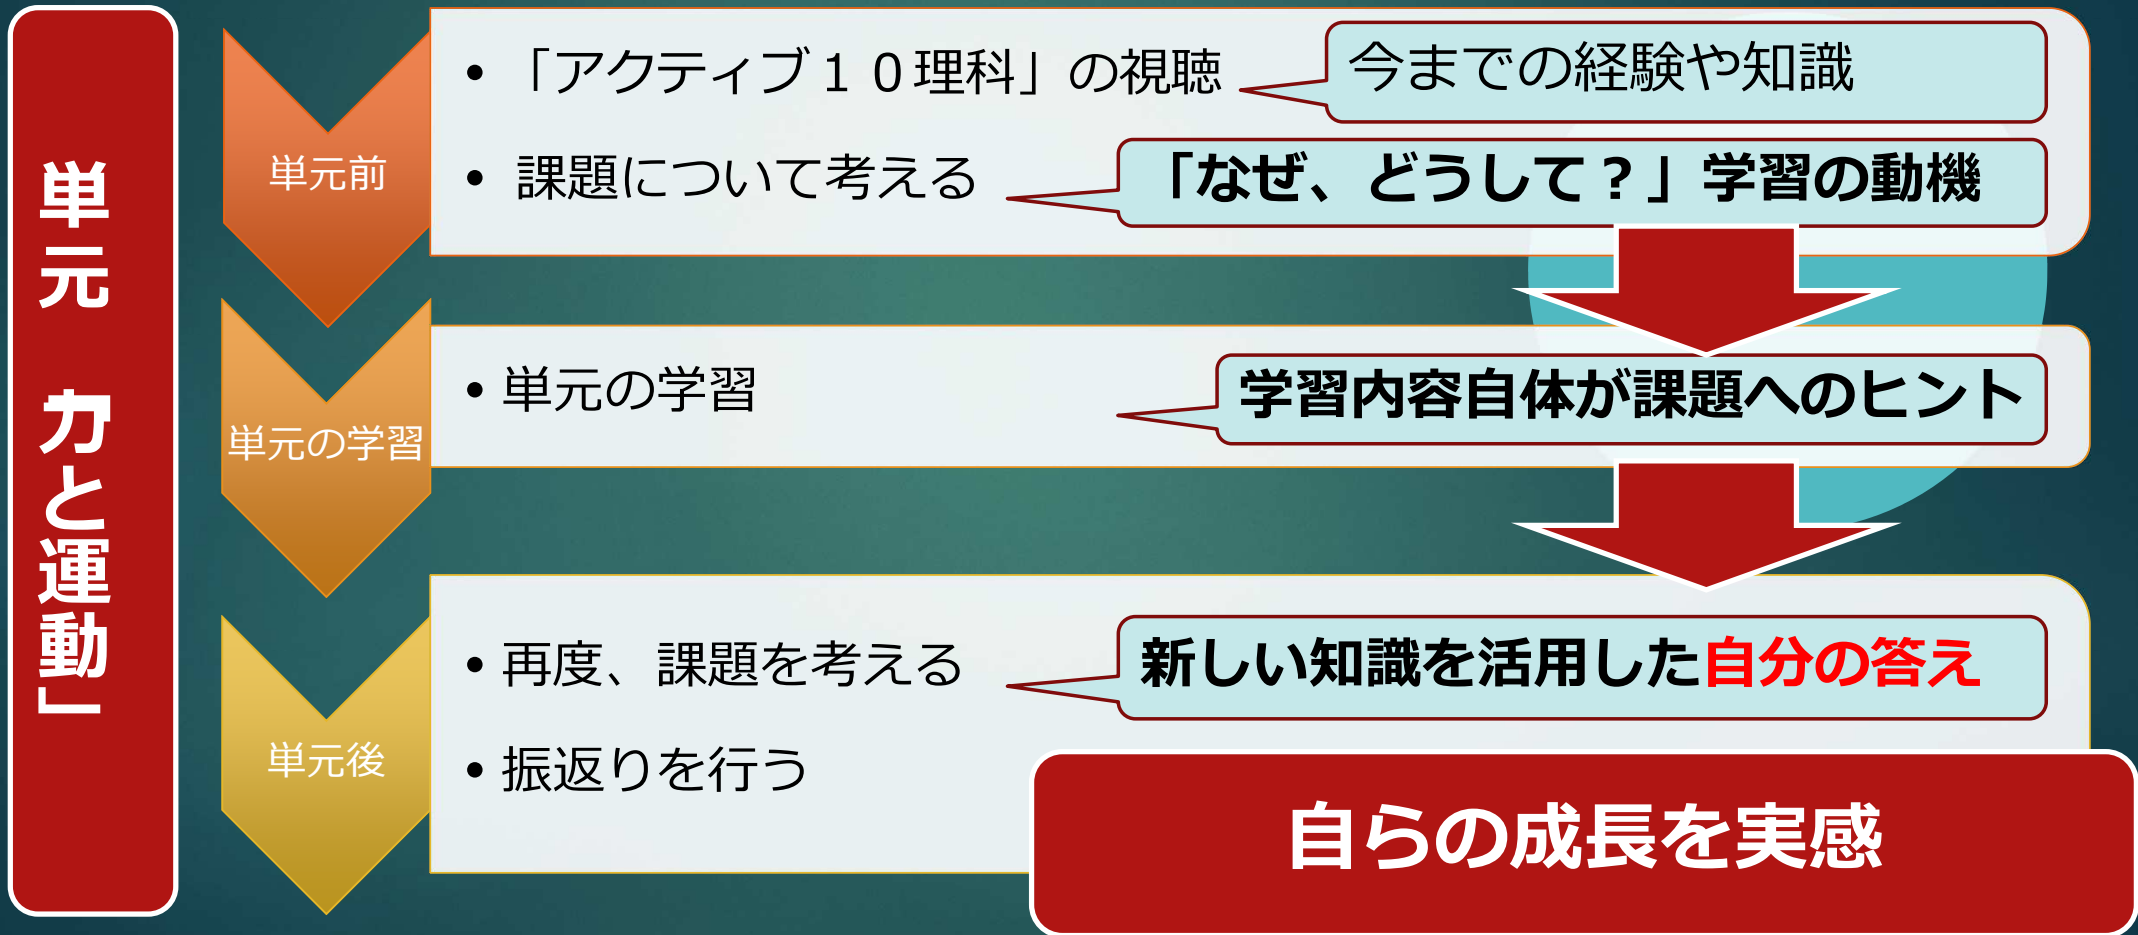 単元 力と運動」
単元前
・「アクティブ１０理科」の視聴
今までの経験や知識
・ 課題について考える
「なぜ、どうして？」学習の動機
単元の学習
・単元の学習
学習内容自体が課題へのヒント
単元後
・再度、課題を考える
新しい知識を活用した自分の答え
・振返りを行う
自らの成長を実感